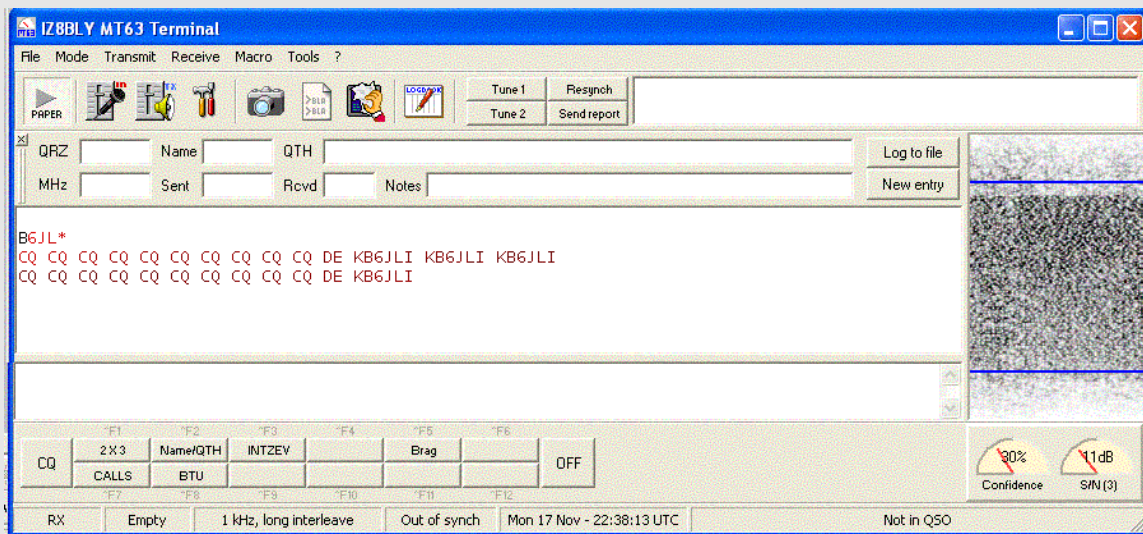 IZ8BLY MT63 Terminal
File Mode Transmit Receive Macro Tools ?
PAPER
LOGBOOK
Tune 1 Resynch
Tune 2 Send report
QRZ Name QTH Log to file
MHz Sent Rcvd Notes New entry
B6JL*
CQ CQ CQ CQ CQ CQ CQ CQ CQ CQ DE KB6JLI KB6JLI KB6JLI
CQ CQ CQ CQ CQ CQ CQ CQ CQ CQ DE KB6JLI
^F1 ^F2 ^F3 ^F4 ^F5 ^F6
CQ 2X3 Name/QTH INTZEV Brag OFF
CALLS BTU
^F7 ^F8 ^F9 ^F10 ^F11 ^F12
30% 11dB
Confidence S/N (3)
RX Empty 1 kHz, long interleave Out of synch Mon 17 Nov - 22:38:13 UTC Not in QSO